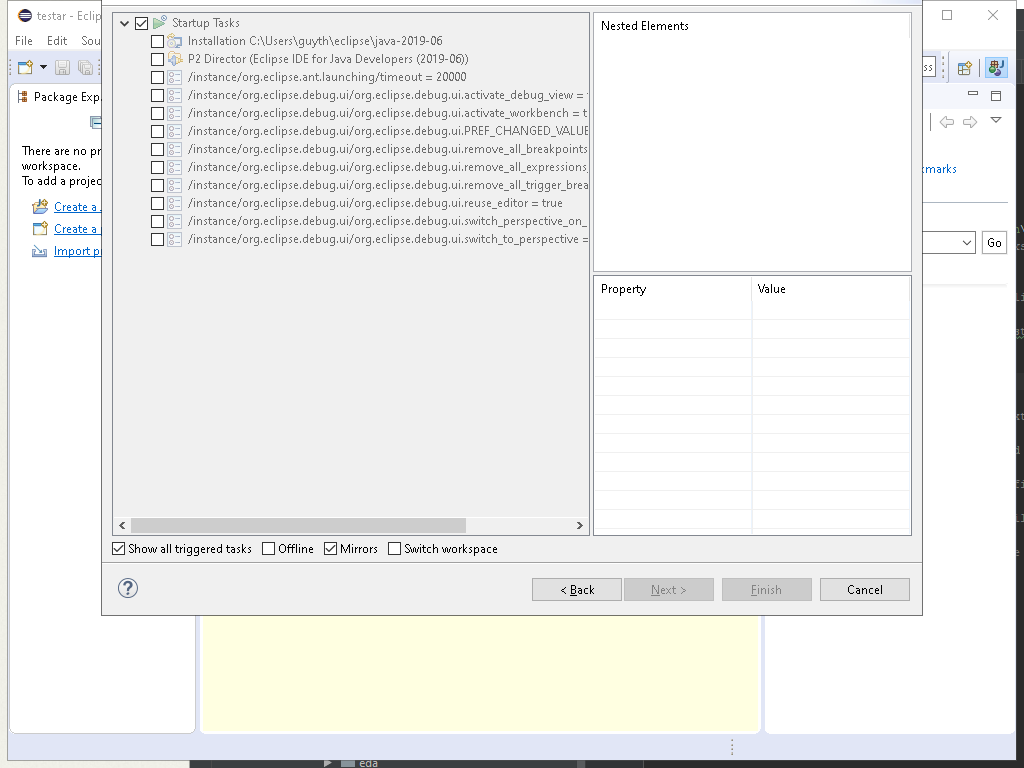 testar - Eclip
File Edit Sou
Package Exp
There are no pr
workspace.
To add a projec
Create a
Create a
Import p
Startup Tasks
Installation C:\Users\guyth\eclipse\java-2019-06
P2 Director (Eclipse IDE for Java Developers (2019-06))
/instance/org.eclipse.ant.launching/timeout = 20000
/instance/org.eclipse.debug.ui/org.eclipse.debug.ui.activate_debug_view =
/instance/org.eclipse.debug.ui/org.eclipse.debug.ui.activate_workbench = t
/instance/org.eclipse.debug.ui/org.eclipse.debug.ui.PREF_CHANGED_VALUE
/instance/org.eclipse.debug.ui/org.eclipse.debug.ui.remove_all_breakpoints
/instance/org.eclipse.debug.ui/org.eclipse.debug.ui.remove_all_expressions
/instance/org.eclipse.debug.ui/org.eclipse.debug.ui.remove_all_trigger_brea
/instance/org.eclipse.debug.ui/org.eclipse.debug.ui.reuse_editor = true
/instance/org.eclipse.debug.ui/org.eclipse.debug.ui.switch_perspective_on_
/instance/org.eclipse.debug.ui/org.eclipse.debug.ui.switch_to_perspective =
Nested Elements
Property Value
Show all triggered tasks Offline Mirrors Switch workspace
< Back Next > Finish Cancel
ss
kmarks
Go
eda